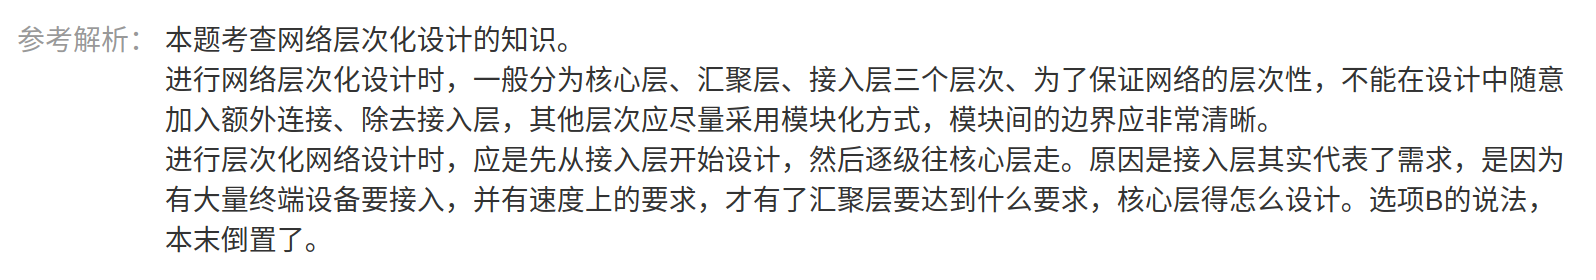 参考解析： 本题考查网络层次化设计的知识。
进行网络层次化设计时，一般分为核心层、汇聚层、接入层三个层次、为了保证网络的层次性，不能在设计中随意
加入额外连接、除去接入层，其他层次应尽量采用模块化方式，模块间的边界应非常清晰。
进行层次化网络设计时，应是先从接入层开始设计，然后逐级往核心层走。原因是接入层其实代表了需求，是因为
有大量终端设备要接入，并有速度上的要求，才有了汇聚层要达到什么要求，核心层得怎么设计。选项B的说法，
本末倒置了。